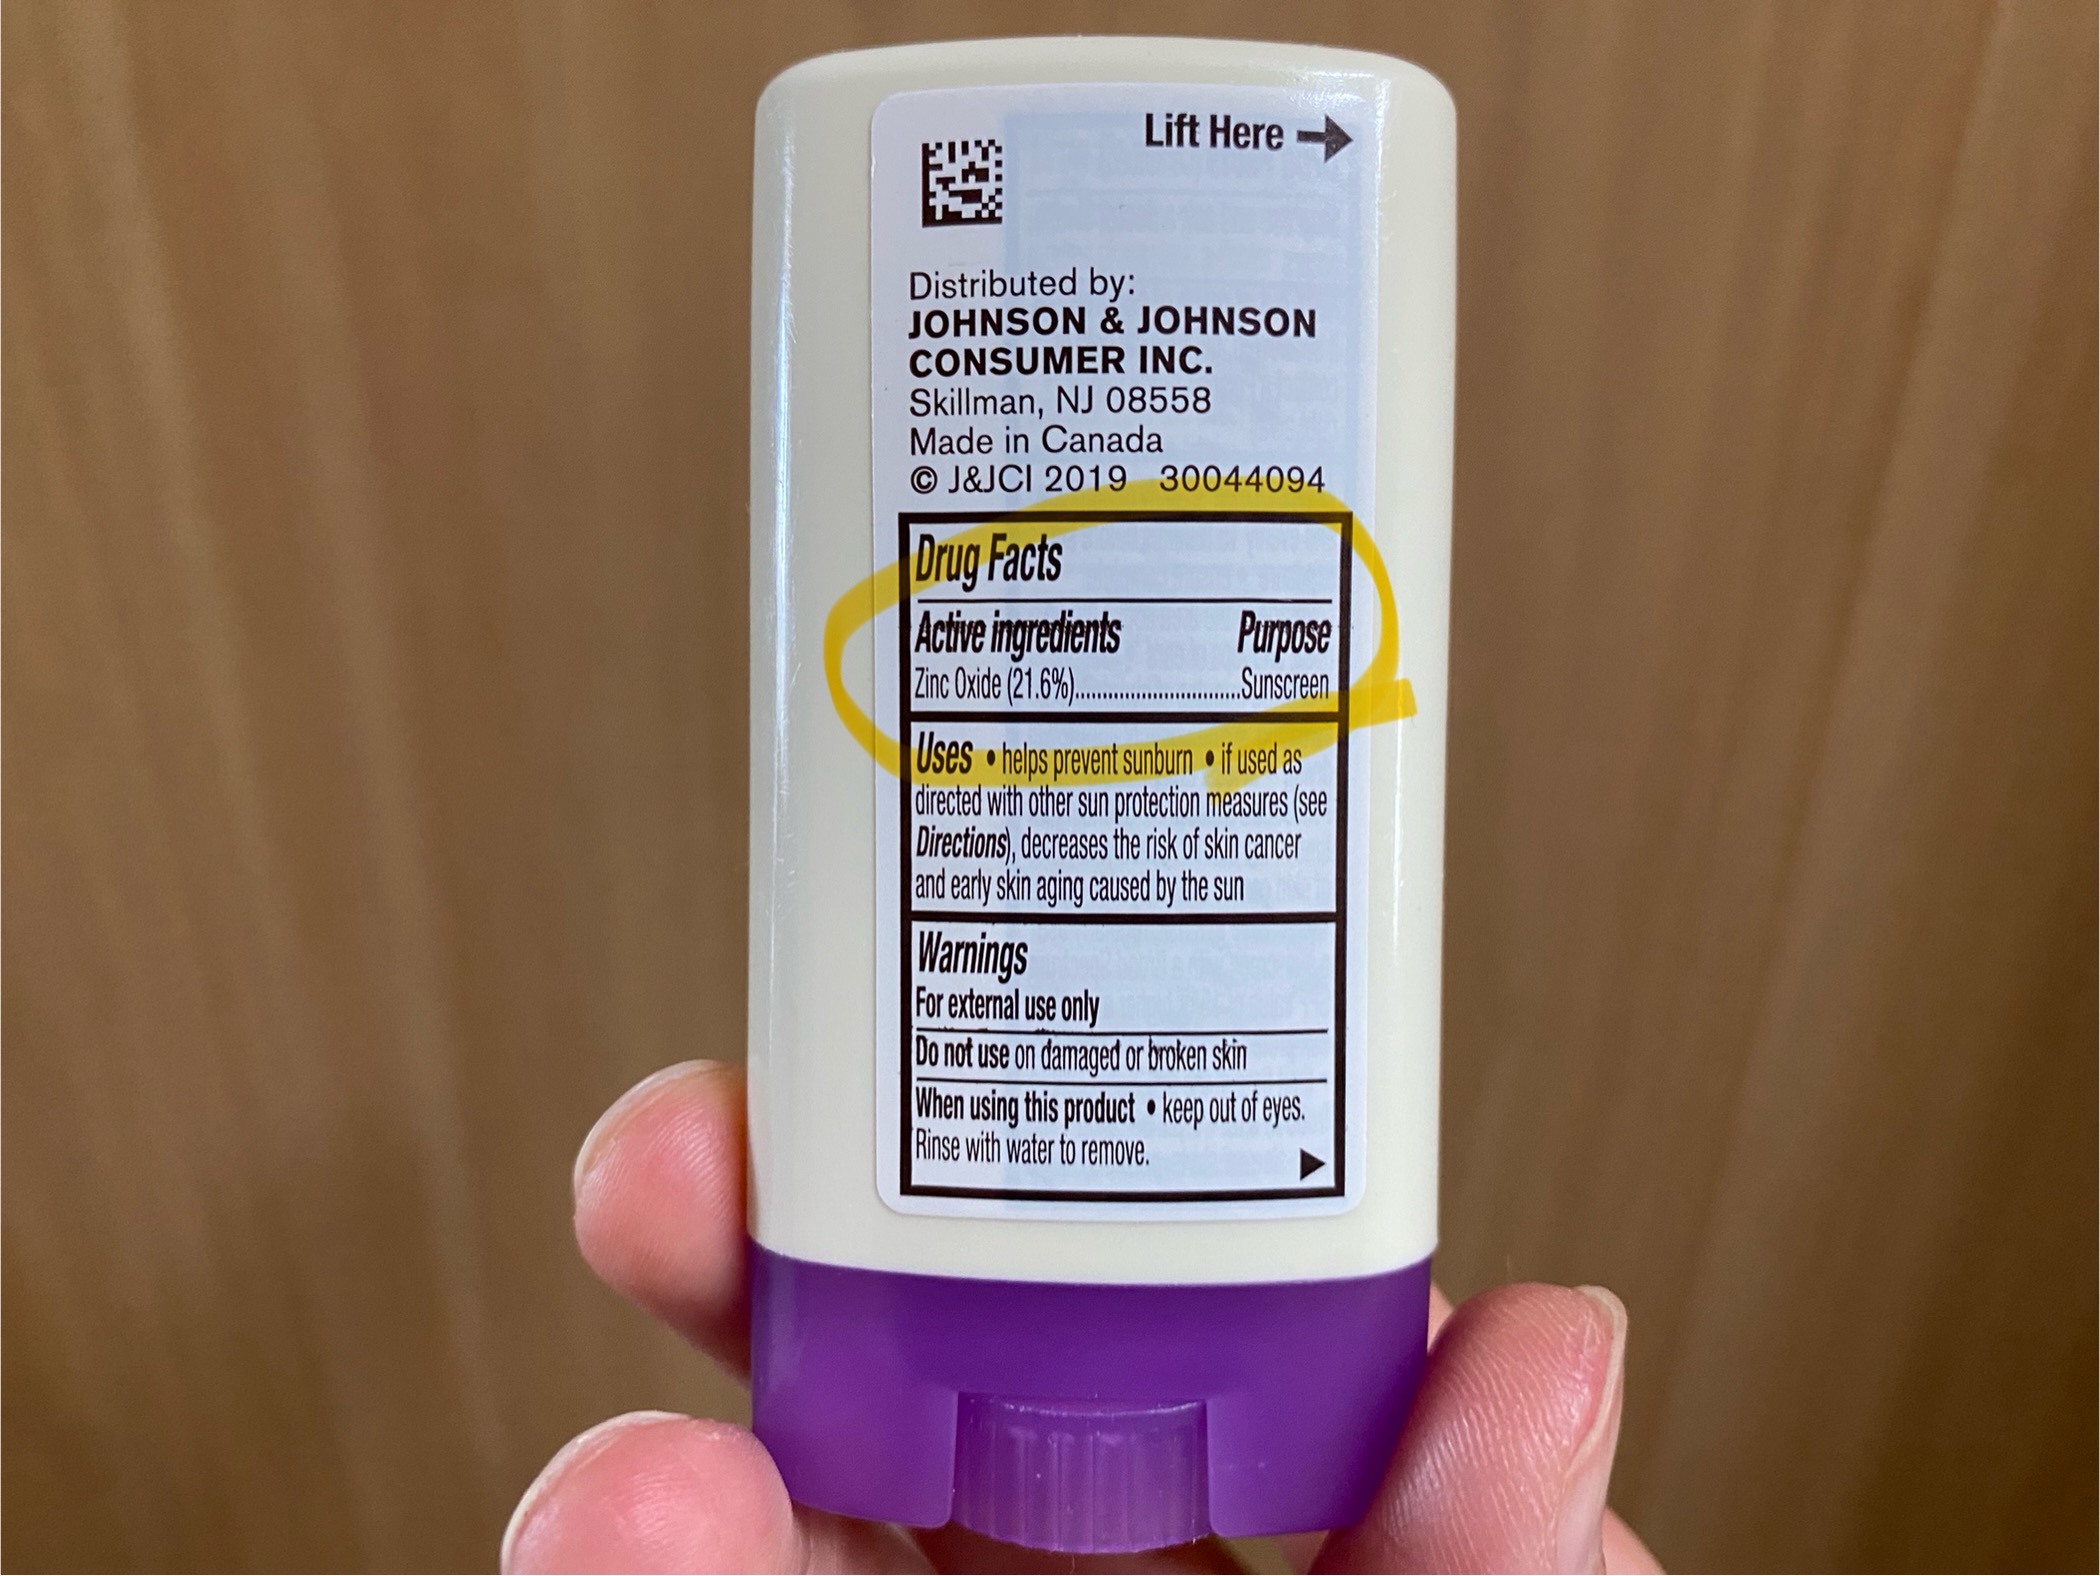 Lift Here
Distributed by:
JOHNSON & JOHNSON
CONSUMER INC.
Skillman, NJ 08558
Made in Canada
© J&JCI 2019 30044094
Drug Facts
Active ingredients Purpose
Zinc Oxide (21.6%)..............................Sunscreen
Uses • helps prevent sunburn • if used as
directed with other sun protection measures (see
Directions), decreases the risk of skin cancer
and early skin aging caused by the sun
Warnings
For external use only
Do not use on damaged or broken skin
When using this product • keep out of eyes.
Rinse with water to remove.